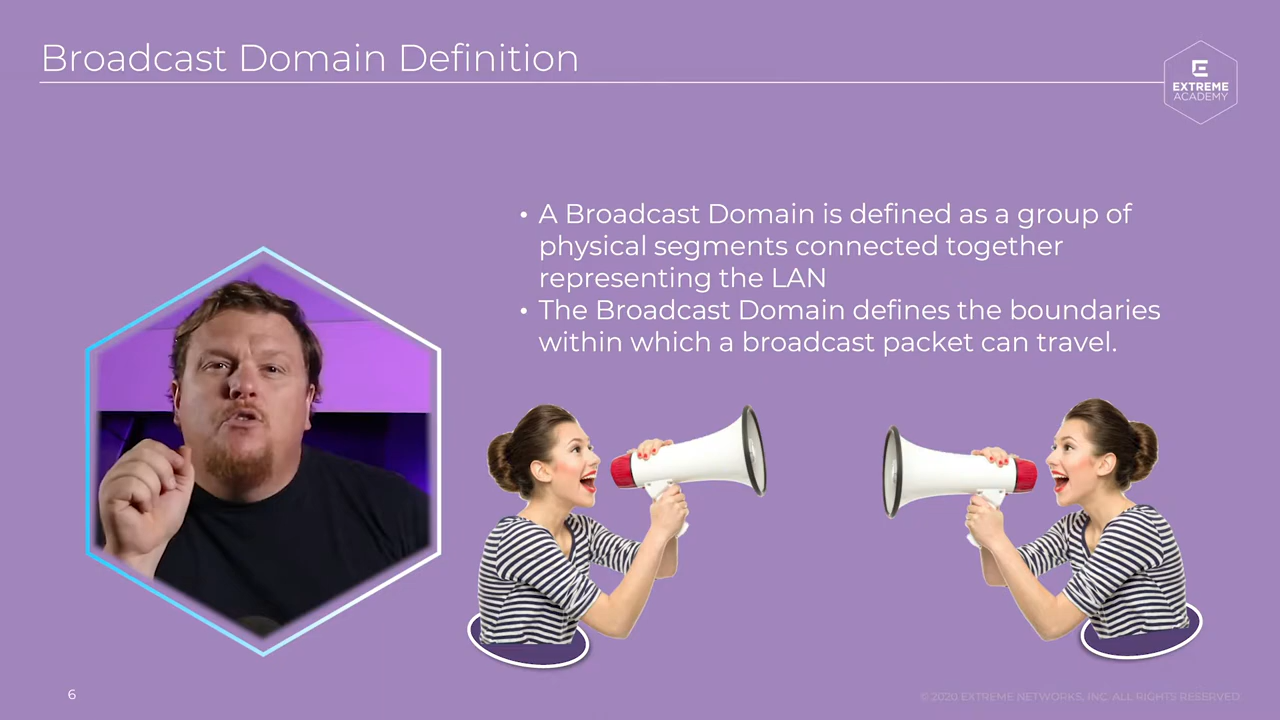 Broadcast Domain Definition
EXTREME
ACADEMY
• A Broadcast Domain is defined as a group of
physical segments connected together
representing the LAN
• The Broadcast Domain defines the boundaries
within which a broadcast packet can travel.
6
© 2020 EXTREME NETWORKS, INC. ALL RIGHTS RESERVED.